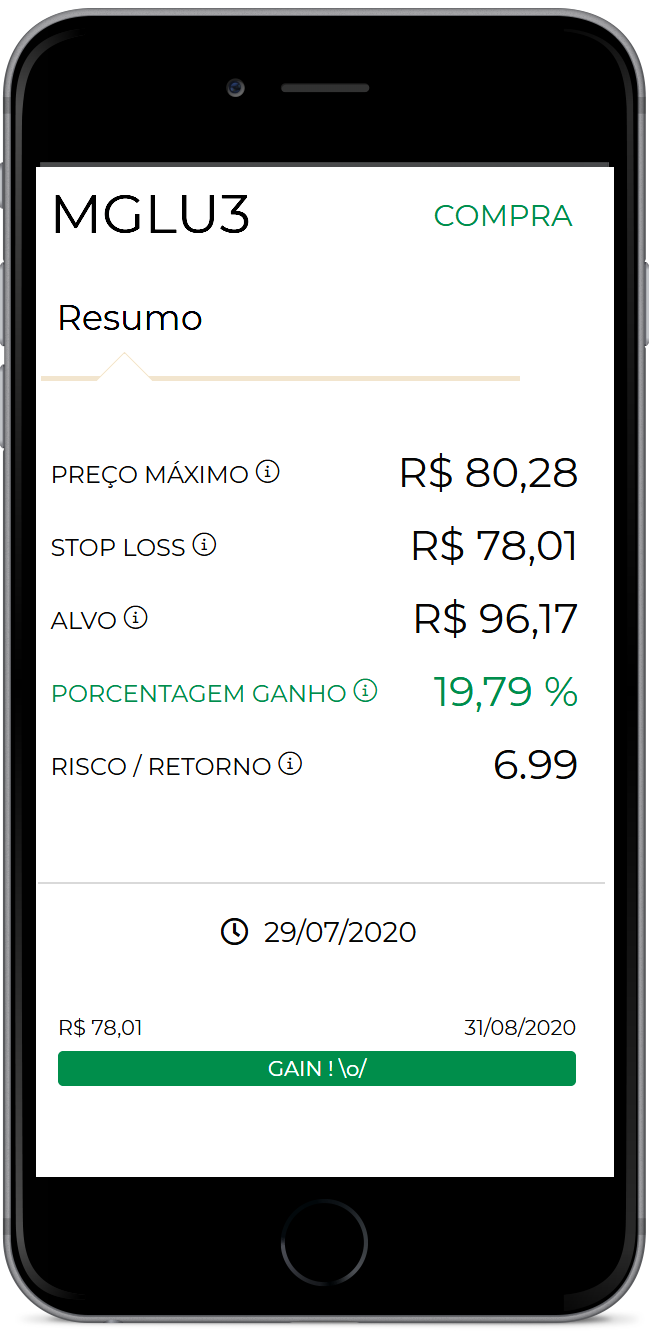 MGLU3 COMPRA
Resumo
PREÇO MÁXIMO R$ 80,28
STOP LOSS R$ 78,01
ALVO R$ 96,17
PORCENTAGEM GANHO 19,79 %
RISCO / RETORNO 6.99
29/07/2020
R$ 78,01 31/08/2020
GAIN ! \o/